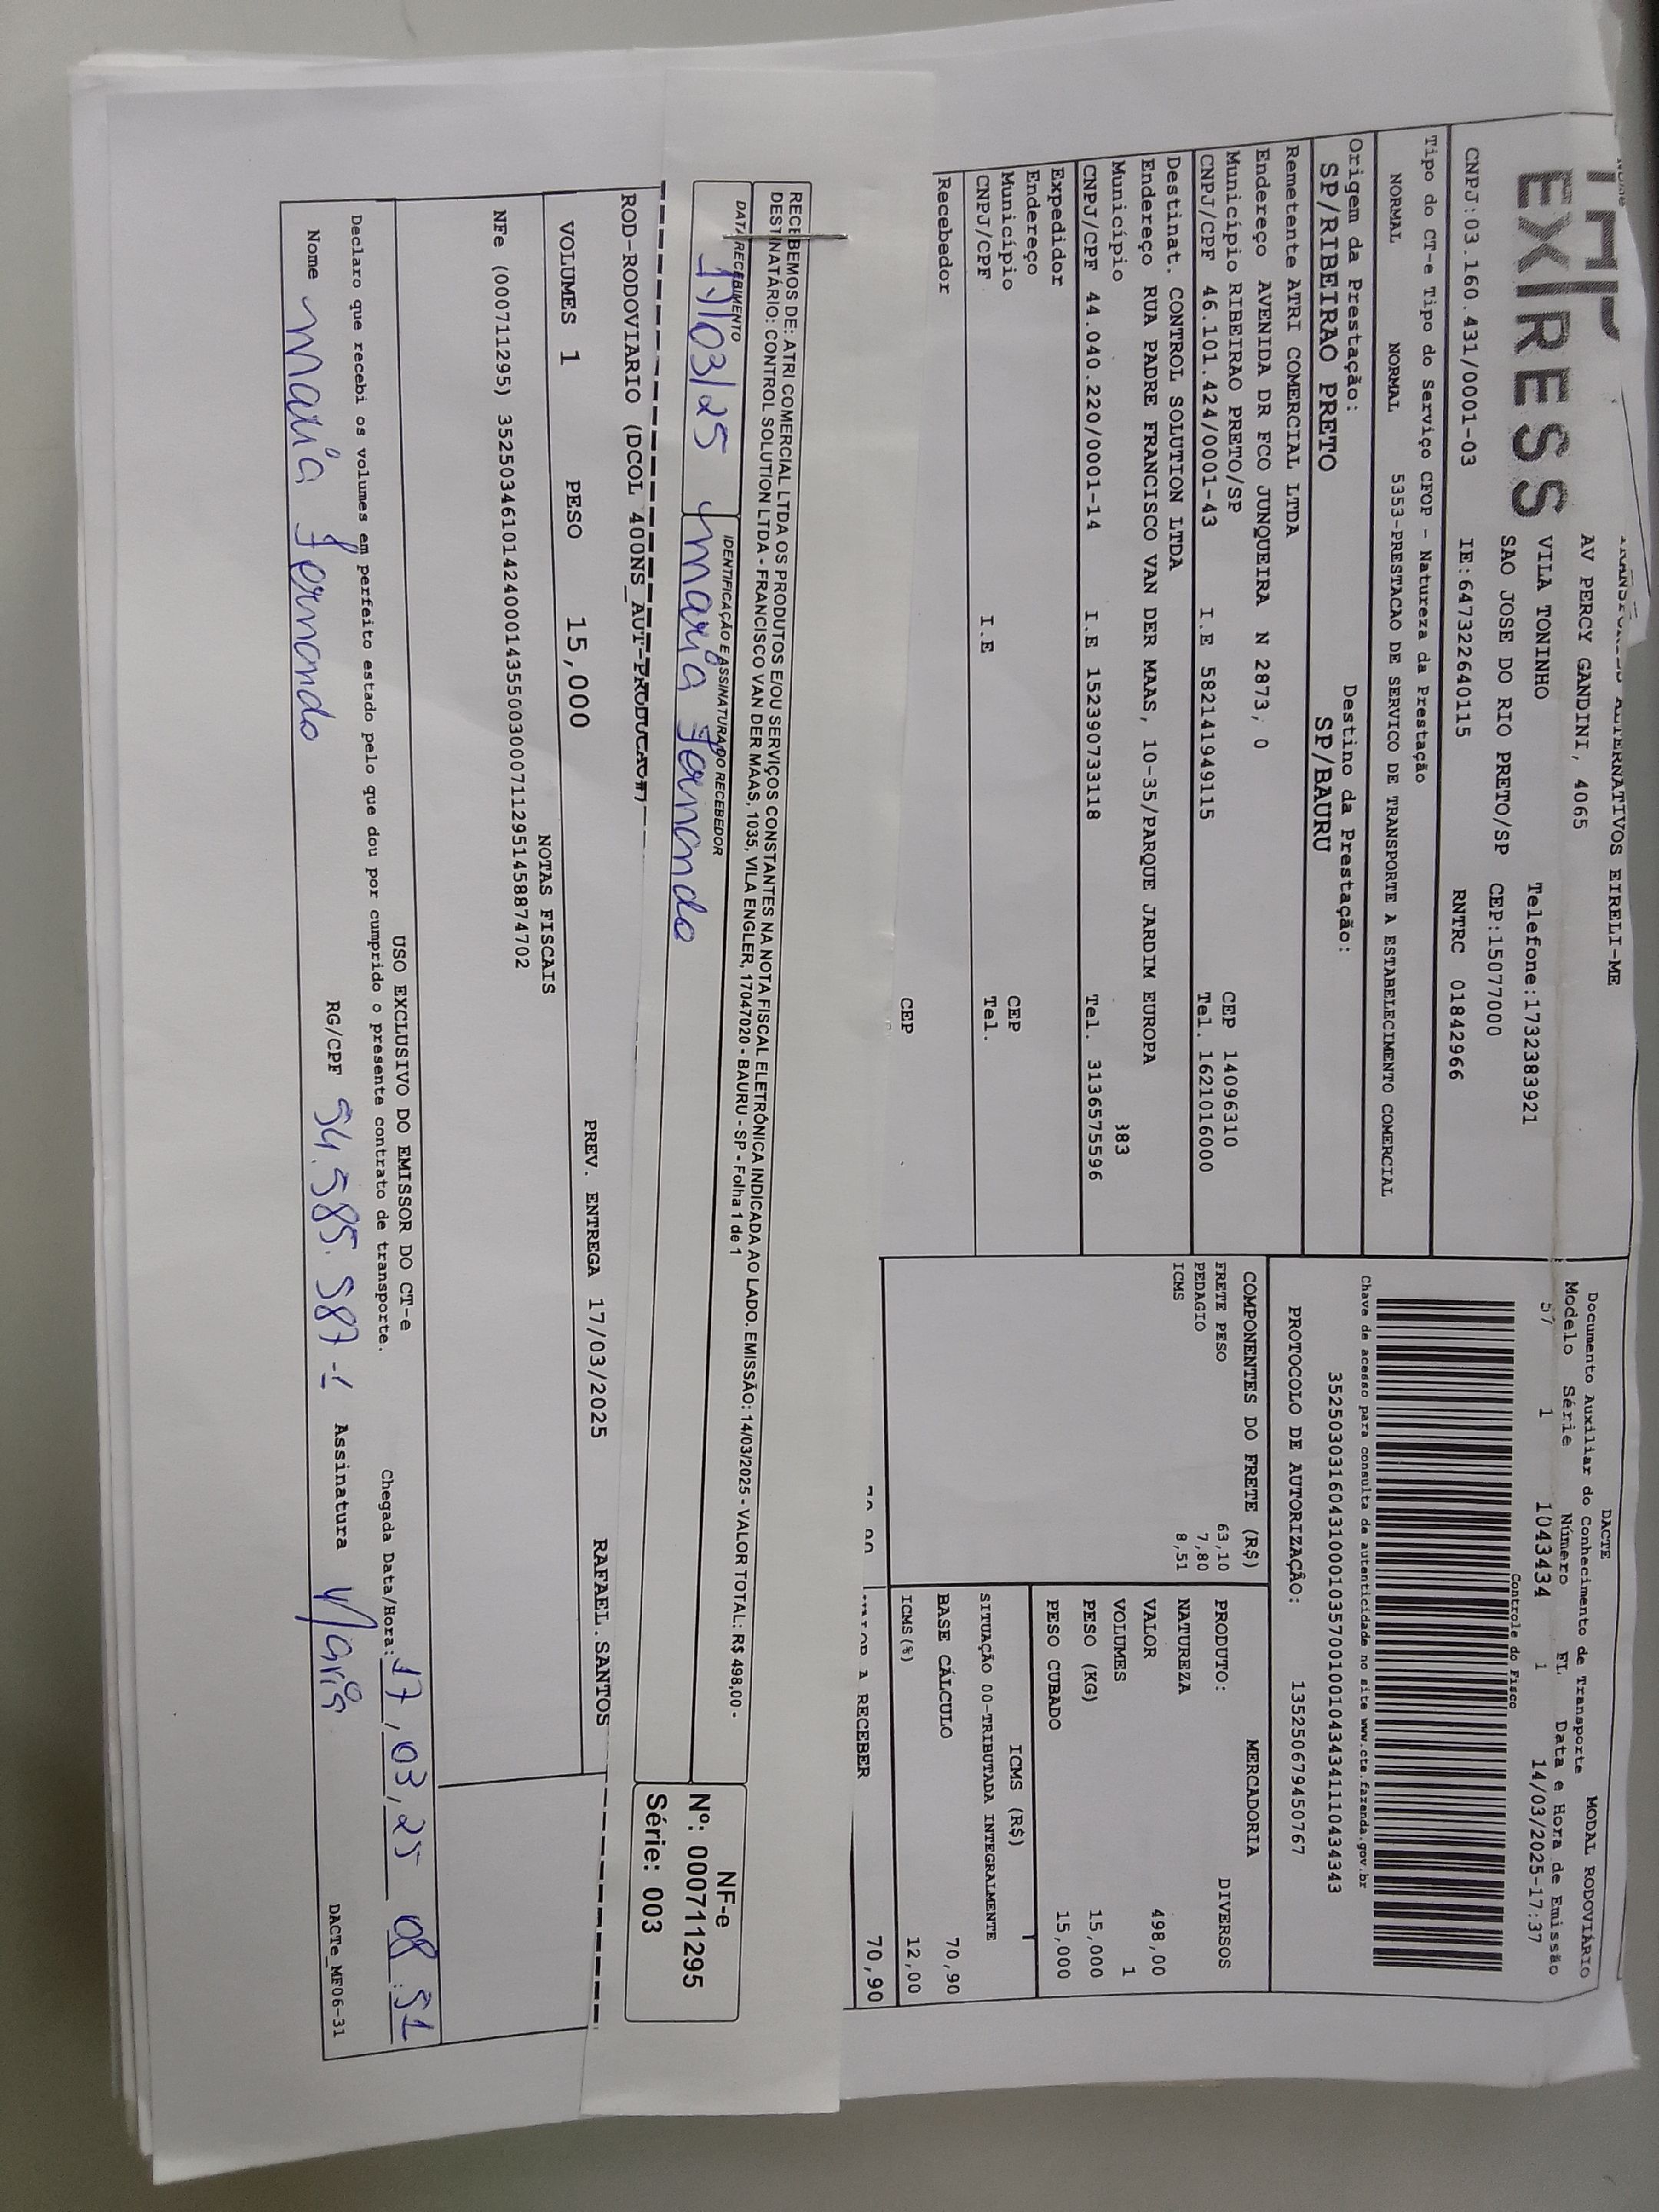 EXPRESS
ALTERNATIVOS EIRELI-ME
AV PERCY GANDINI, 4065
VILA TONINHO Telefone:1732383921
SAO JOSE DO RIO PRETO/SP CEP:15077000
CNPJ:03.160.431/0001-03 IE:647322640115 RNTRC 01842966
Tipo do CT-e Tipo do Serviço CFOP - Natureza da Prestação
NORMAL NORMAL 5353-PRESTACAO DE SERVICO DE TRANSPORTE A ESTABELECIMENTO COMERCIAL
Origem da Prestação: Destino da Prestação:
SP/RIBEIRAO PRETO SP/BAURU
Remetente ATRI COMERCIAL LTDA
Endereço AVENIDA DR FCO JUNQUEIRA N 2873, 0
Município RIBEIRAO PRETO/SP CEP 14096310
CNPJ/CPF 46.101.424/0001-43 I.E 582141949115 Tel. 1621016000
Destinat. CONTROL SOLUTION LTDA
Endereço RUA PADRE FRANCISCO VAN DER MAAS, 10-35/PARQUE JARDIM EUROPA
Município 383
CNPJ/CPF 44.040.220/0001-14 I.E 152390733118 Tel. 3136575596
Expedidor
Endereço
Município CEP
CNPJ/CPF I.E Tel.
Recebedor
CEP
DACTE MODAL RODOVIÁRIO
Documento Auxiliar do Conhecimento de Transporte
Modelo Série Número FL Data e Hora de Emissão
57 1 1043434 1 14/03/2025-17:37
Controle do Fisco
Chave de acesso para consulta de autenticidade no site www.cte.fazenda.gov.br
35250303160431000103570010010434341110434343
PROTOCOLO DE AUTORIZAÇÃO: 135250679450767
COMPONENTES DO FRETE (R$)
FRETE PESO 63,10
PEDAGIO 7,80
ICMS 8,51
MERCADORIA
PRODUTO: DIVERSOS
NATUREZA
VALOR 498,00
VOLUMES 1
PESO (KG) 15,000
PESO CUBADO 15,000
ICMS (R$)
SITUAÇÃO 00-TRIBUTADA INTEGRALMENTE
BASE CÁLCULO 70,90
ICMS(%) 12,00
70,90 VALOR A RECEBER 70,90
RECEBEMOS DE: ATRI COMERCIAL LTDA OS PRODUTOS E/OU SERVIÇOS CONSTANTES NA NOTA FISCAL ELETRÔNICA INDICADA AO LADO. EMISSÃO: 14/03/2025 - VALOR TOTAL: R$ 498,00 -
DESTINATÁRIO: CONTROL SOLUTION LTDA - FRANCISCO VAN DER MAAS, 1035, VILA ENGLER, 17047020 - BAURU - SP - Folha 1 de 1
DATA RECEBIMENTO IDENTIFICAÇÃO E ASSINATURA DO RECEBEDOR
17/03/25 Maria Fernanda
NF-e
Nº: 000711295
Série: 003
ROD-RODOVIARIO (DCOL 400NS_AUT-PRODUCAO#) RAFAEL.SANTOS
VOLUMES 1 PESO 15,000 PREV. ENTREGA 17/03/2025
NOTAS FISCAIS
NFe (000711295) 35250346101424000143550030007112951458874702
USO EXCLUSIVO DO EMISSOR DO CT-e
Declaro que recebi os volumes em perfeito estado pelo que dou por cumprido o presente contrato de transporte. Chegada Data/Hora: 17,03,25 08:51
Nome Maria Fernanda RG/CPF 54.585.587-1 Assinatura Maria DACTe_MF06-31